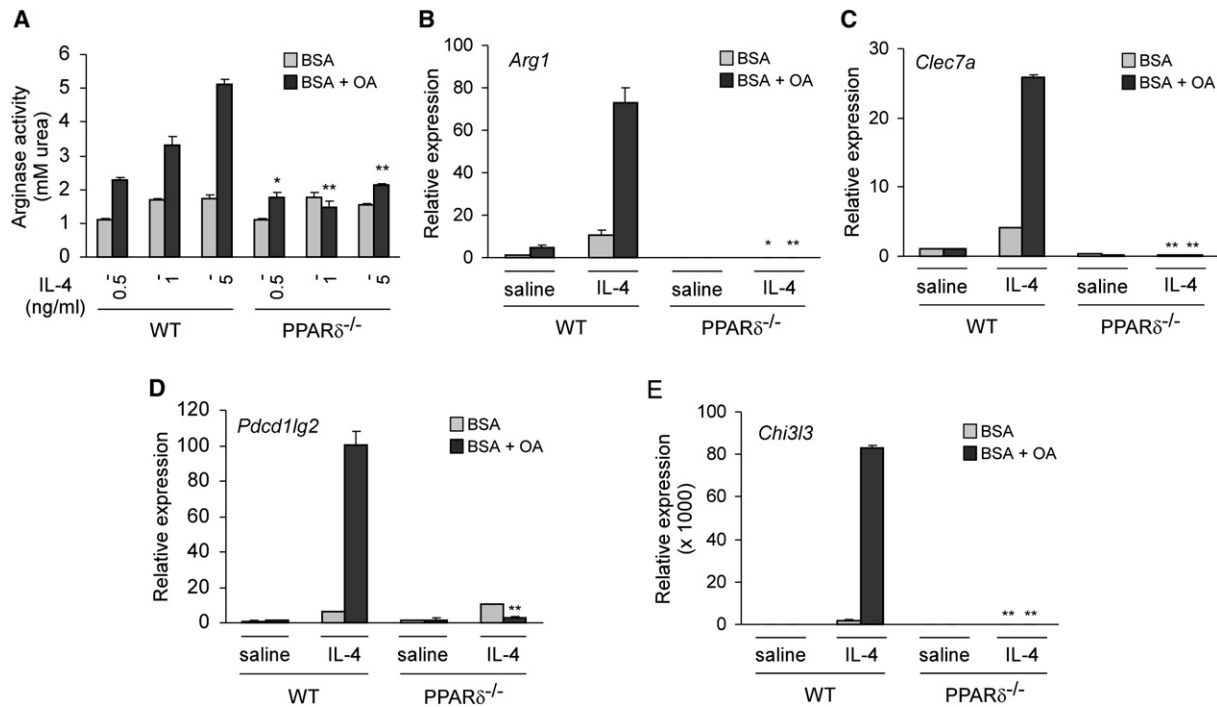 A
Arginase activity
(mM urea)
6
5
4
3
2
1
0
BSA
BSA + OA
*
**
**
IL-4
(ng/ml)
- 0.5
- 1
- 5
- 0.5
- 1
- 5
WT
PPARδ-/-
B
Relative expression
100
80
60
40
20
0
Arg1
BSA
BSA + OA
* **
saline IL-4 saline IL-4
WT PPARδ-/-
C
Relative expression
30
20
10
0
Clec7a
BSA
BSA + OA
** **
saline IL-4 saline IL-4
WT PPARδ-/-
D
Relative expression
120
100
80
60
40
20
0
Pdcd1lg2
BSA
BSA + OA
**
saline IL-4 saline IL-4
WT PPARδ-/-
E
Relative expression
(x 1000)
100
80
60
40
20
0
Chi3l3
BSA
BSA + OA
** **
saline IL-4 saline IL-4
WT PPARδ-/-